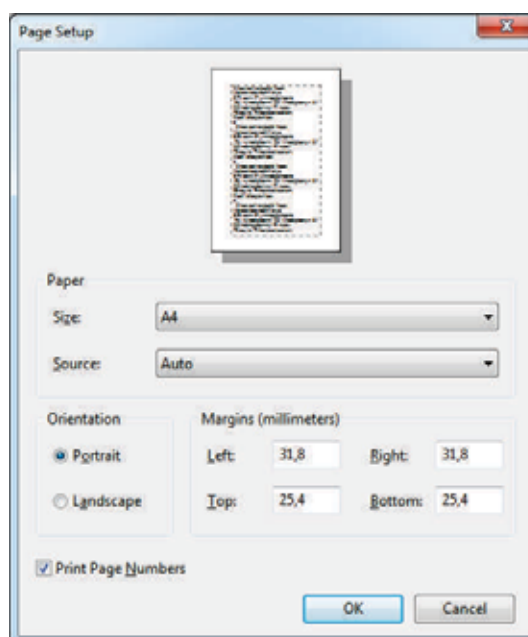 Page Setup
Paper
Size: A4
Source: Auto
Orientation
Portrait
Landscape
Margins (millimeters)
Left: 31,8 Right: 31,8
Top: 25,4 Bottom: 25,4
Print Page Numbers
OK Cancel